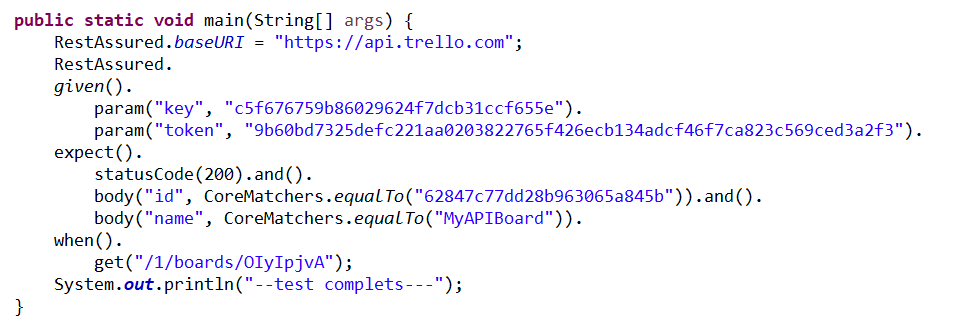 public static void main(String[] args) {
RestAssured.baseURI = "https://api.trello.com";
RestAssured.
given().
param("key", "c5f676759b86029624f7dcb31ccf655e").
param("token", "9b60bd7325defc221aa0203822765f426ecb134adcf46f7ca823c569ced3a2f3").
expect().
statusCode(200).and().
body("id", CoreMatchers.equalTo("62847c77dd28b963065a845b")).and().
body("name", CoreMatchers.equalTo("MyAPIBoard")).
when().
get("/1/boards/OIyIpjvA");
System.out.println("--test complets---");
}